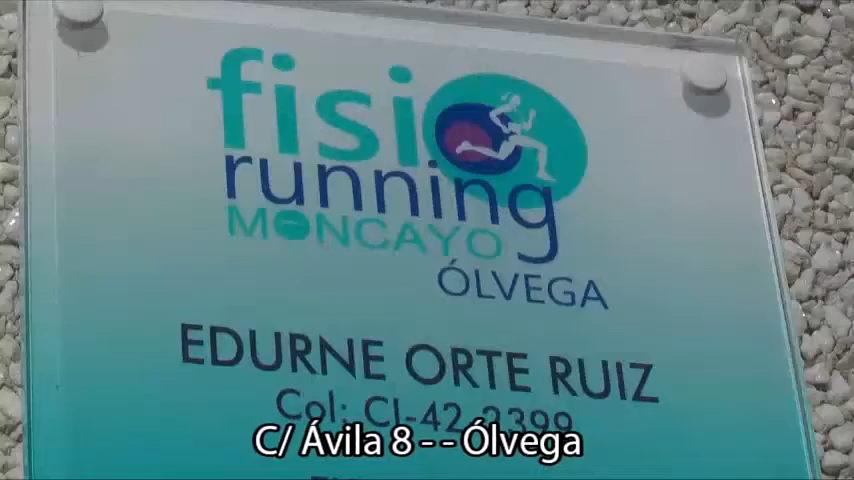 fisio
running
MONCAYO
ÓLVEGA
EDURNE ORTE RUIZ
Col: CL-42-2399
C/ Ávila 8 - - Ólvega